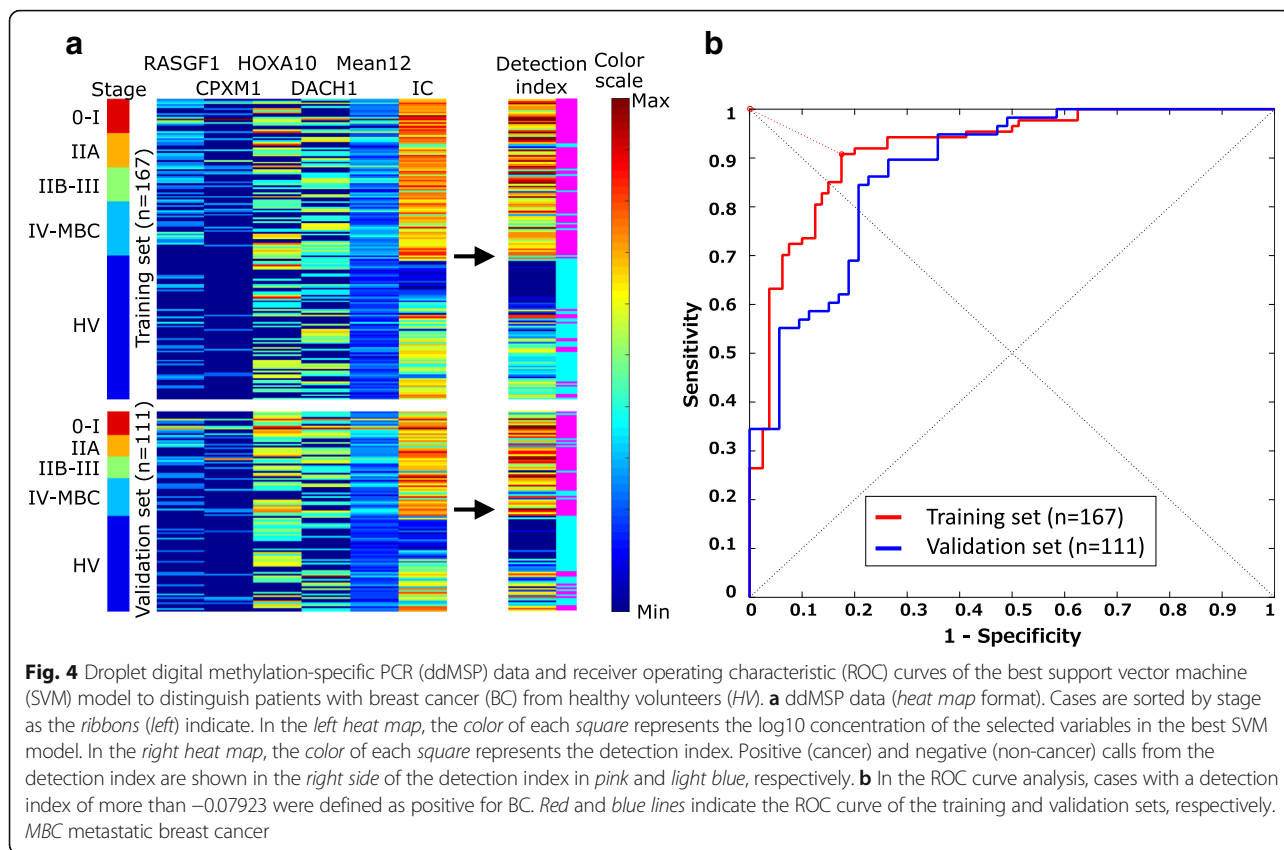 a
RASGF1 HOXA10 Mean12
CPXM1 DACH1 IC
Stage
Detection
index
Color
scale
Max
Min
0-I
IIA
IIB-III
IV-MBC
HV
Training set (n=167)
0-I
IIA
IIB-III
IV-MBC
HV
Validation set (n=111)
b
Sensitivity
1
0.9
0.8
0.7
0.6
0.5
0.4
0.3
0.2
0.1
0
0 0.1 0.2 0.3 0.4 0.5 0.6 0.7 0.8 0.9 1
1 - Specificity
Training set (n=167)
Validation set (n=111)
Fig. 4 Droplet digital methylation-specific PCR (ddMSP) data and receiver operating characteristic (ROC) curves of the best support vector machine
(SVM) model to distinguish patients with breast cancer (BC) from healthy volunteers (HV). a ddMSP data (heat map format). Cases are sorted by stage
as the ribbons (left) indicate. In the left heat map, the color of each square represents the log10 concentration of the selected variables in the best SVM
model. In the right heat map, the color of each square represents the detection index. Positive (cancer) and negative (non-cancer) calls from the
detection index are shown in the right side of the detection index in pink and light blue, respectively. b In the ROC curve analysis, cases with a detection
index of more than −0.07923 were defined as positive for BC. Red and blue lines indicate the ROC curve of the training and validation sets, respectively.
MBC metastatic breast cancer